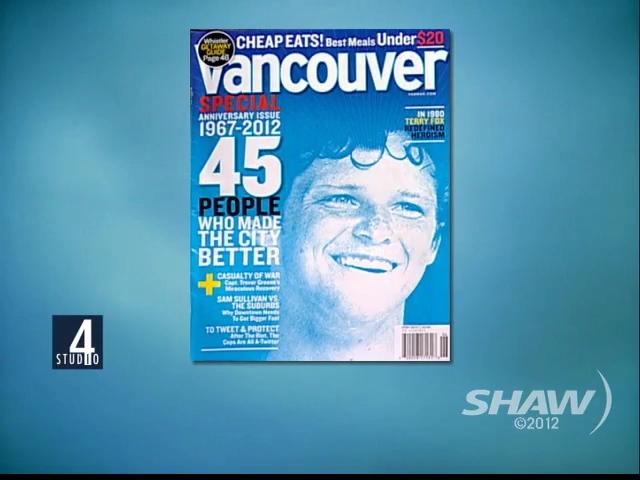 Whistler
GETAWAY
GUIDE
Page 48
CHEAP EATS! Best Meals Under $20
vancouver
VANMAG.COM
SPECIAL
ANNIVERSARY ISSUE
1967-2012
45
PEOPLE
WHO MADE
THE CITY
BETTER
IN 1980
TERRY FOX
REDEFINED
HEROISM
+ CASUALTY OF WAR
Capt. Trevor Greene's
Miraculous Recovery
SAM SULLIVAN VS.
THE SUBURBS
Why Downtown Needs
To Get Bigger Fast
TO TWEET & PROTECT
After The Riot, The
Cops Are All A-Twitter
4
STUDIO
SHAW)
©2012